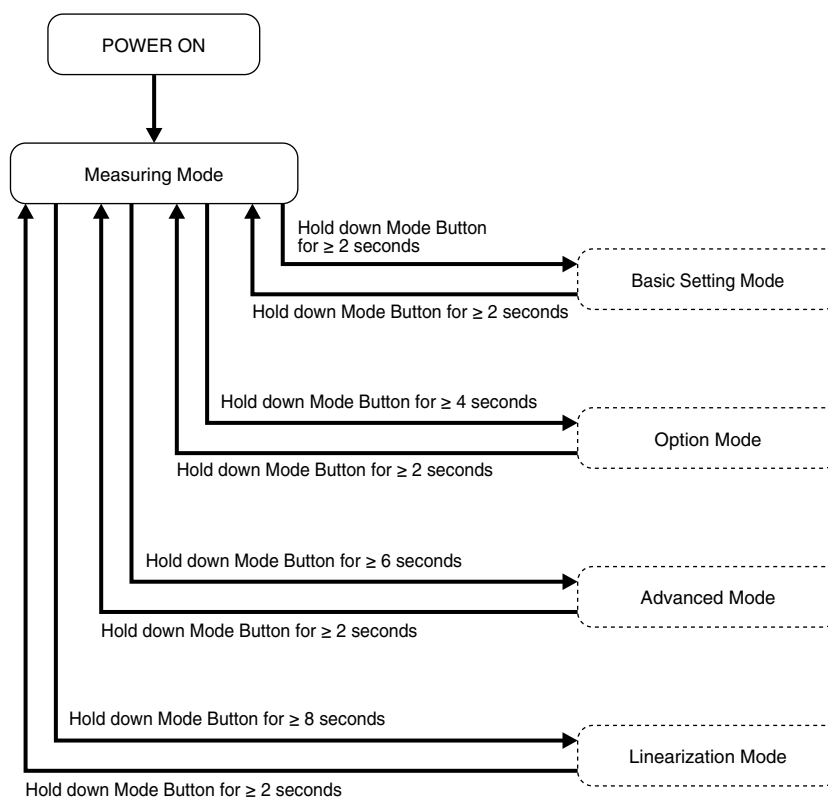 POWER ON
Measuring Mode
Hold down Mode Button
for ≥ 2 seconds
Basic Setting Mode
Hold down Mode Button for ≥ 2 seconds
Hold down Mode Button for ≥ 4 seconds
Option Mode
Hold down Mode Button for ≥ 2 seconds
Hold down Mode Button for ≥ 6 seconds
Advanced Mode
Hold down Mode Button for ≥ 2 seconds
Hold down Mode Button for ≥ 8 seconds
Linearization Mode
Hold down Mode Button for ≥ 2 seconds